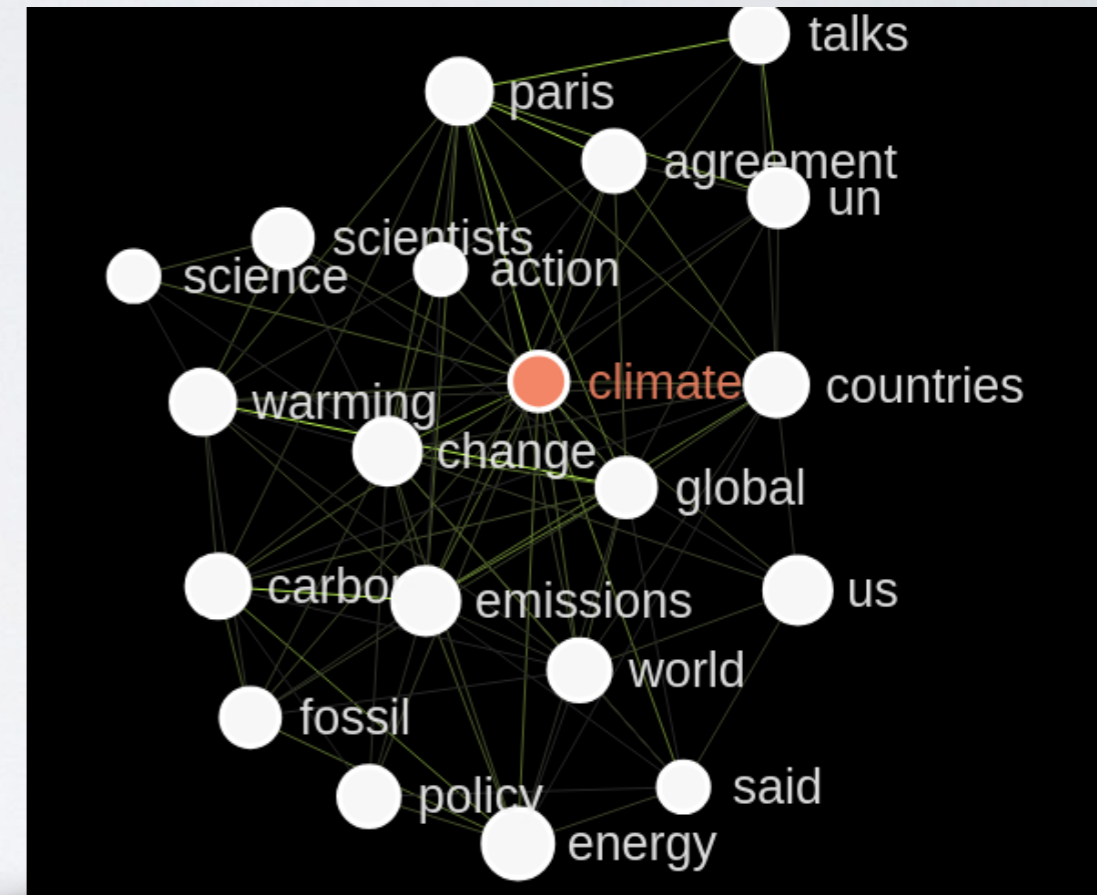 talks
paris
agreement
un
scientists
science
action
climate
countries
warming
change
global
carbon
emissions
us
world
fossil
policy
said
energy